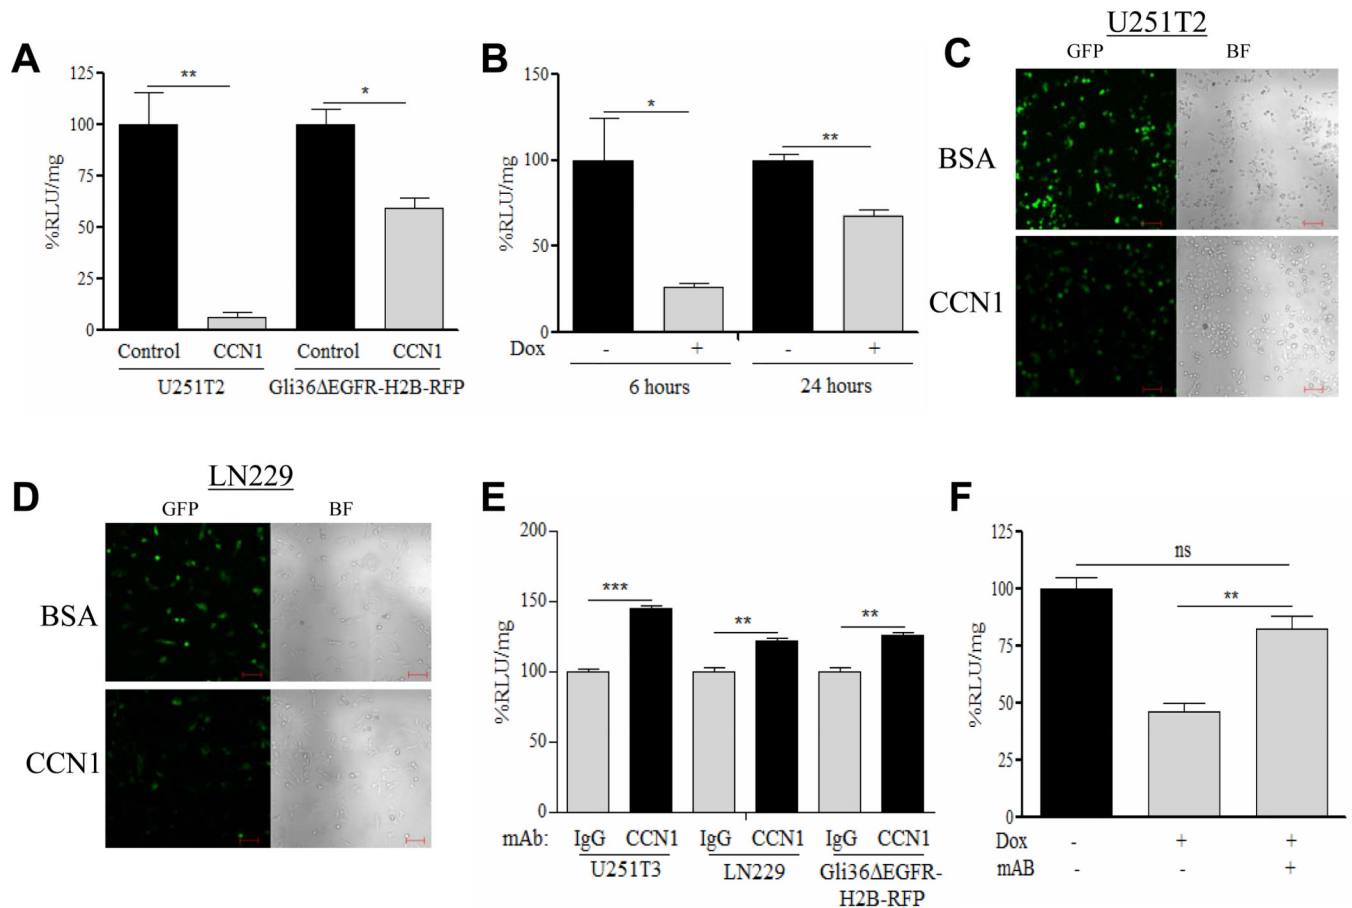 A
%RLU/mg
125
100
75
50
25
0
**
*
Control CCN1 Control CCN1
U251T2 Gli36ΔEGFR-H2B-RFP
B
%RLU/mg
150
100
50
0
*
**
Dox - + - +
6 hours 24 hours
C
U251T2
GFP BF
BSA
CCN1
D
LN229
GFP BF
BSA
CCN1
E
%RLU/mg
200
150
100
50
0
***
**
**
mAb: IgG CCN1 IgG CCN1 IgG CCN1
U251T3 LN229 Gli36ΔEGFR-
H2B-RFP
F
%RLU/mg
125
100
75
50
25
0
ns
**
Dox - + +
mAB - - +